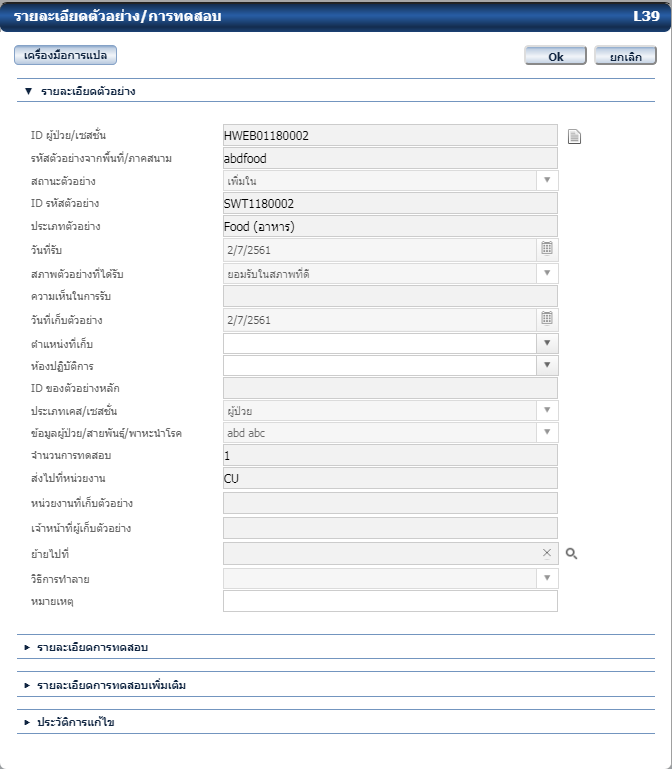 รายละเอียดตัวอย่าง/การทดสอบ L39
เครื่องมือการแปล Ok ยกเลิก
รายละเอียดตัวอย่าง
ID ผู้ป่วย/เซสชั่น HWEB01180002
รหัสตัวอย่างจากพื้นที่/ภาคสนาม abdfood
สถานะตัวอย่าง เพิ่มใน
ID รหัสตัวอย่าง SWT1180002
ประเภทตัวอย่าง Food (อาหาร)
วันที่รับ 2/7/2561
สภาพตัวอย่างที่ได้รับ ยอมรับในสภาพที่ดี
ความเห็นในการรับ
วันที่เก็บตัวอย่าง 2/7/2561
ตำแหน่งที่เก็บ
ห้องปฏิบัติการ
ID ของตัวอย่างหลัก
ประเภทเคส/เซสชั่น ผู้ป่วย
ข้อมูลผู้ป่วย/สายพันธุ์/พาหะนำโรค abd abc
จำนวนการทดสอบ 1
ส่งไปที่หน่วยงาน CU
หน่วยงานที่เก็บตัวอย่าง
เจ้าหน้าที่ผู้เก็บตัวอย่าง
ย้ายไปที่
วิธีการทำลาย
หมายเหตุ
รายละเอียดการทดสอบ
รายละเอียดการทดสอบเพิ่มเติม
ประวัติการแก้ไข